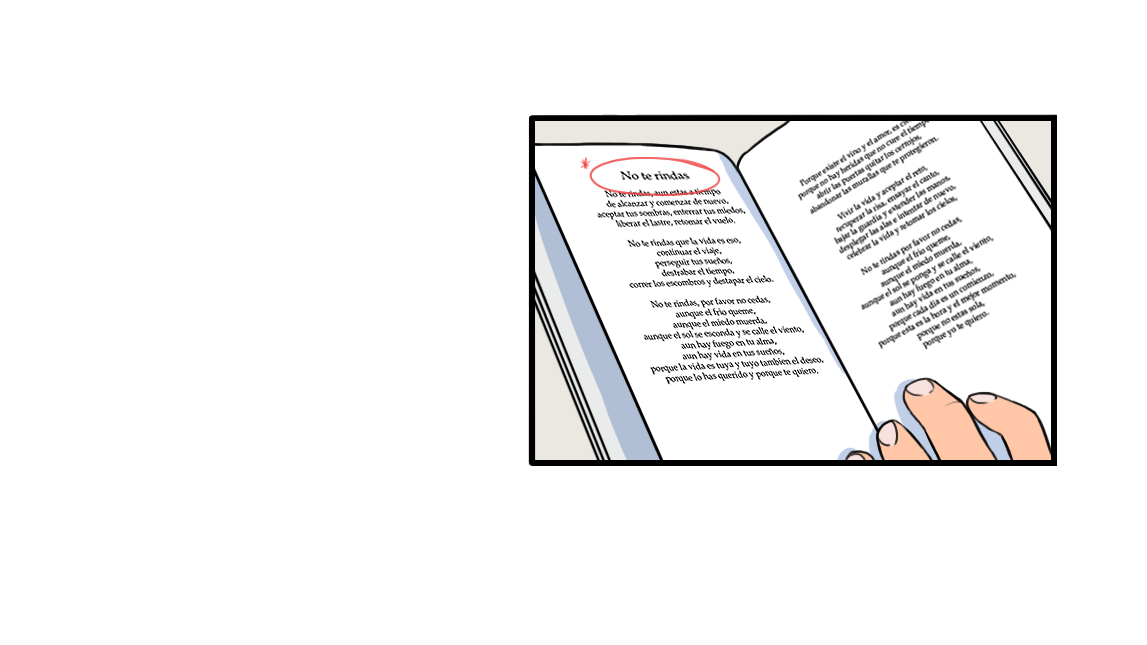 No te rindas
No te rindas, aun estas a tiempo
de alcanzar y comenzar de nuevo,
aceptar tus sombras, enterrar tus miedos,
liberar el lastre, retomar el vuelo.
No te rindas que la vida es eso,
continuar el viaje,
perseguir tus sueños,
destrabar el tiempo,
correr los escombros y destapar el cielo.
No te rindas, por favor no cedas,
aunque el frio queme,
aunque el miedo muerda,
aunque el sol se esconda y se calle el viento,
aun hay fuego en tu alma,
aun hay vida en tus sueños,
porque la vida es tuya y tuyo tambien el deseo,
porque lo has querido y porque te quiero.
Porque existe el vino y el amor, es
porque no hay heridas que no cure el tiempo,
abrir las puertas quitar los cerrojos,
abandonar las murallas que te protegieron.
Vivir la vida y aceptar el reto,
recuperar la risa, ensayar el canto,
bajar la guardia y extender las manos,
desplegar las alas e intentar de nuevo,
celebrar la vida y retomar los cielos,
No te rindas por favor no cedas,
aunque el frio queme,
aunque el miedo muerda,
aunque el sol se ponga y se calle el viento,
aun hay fuego en tu alma,
aun hay vida en tus sueños,
porque cada dia es un comienzo,
porque esta es la hora y el mejor momento,
porque no estas sola,
porque yo te quiero.